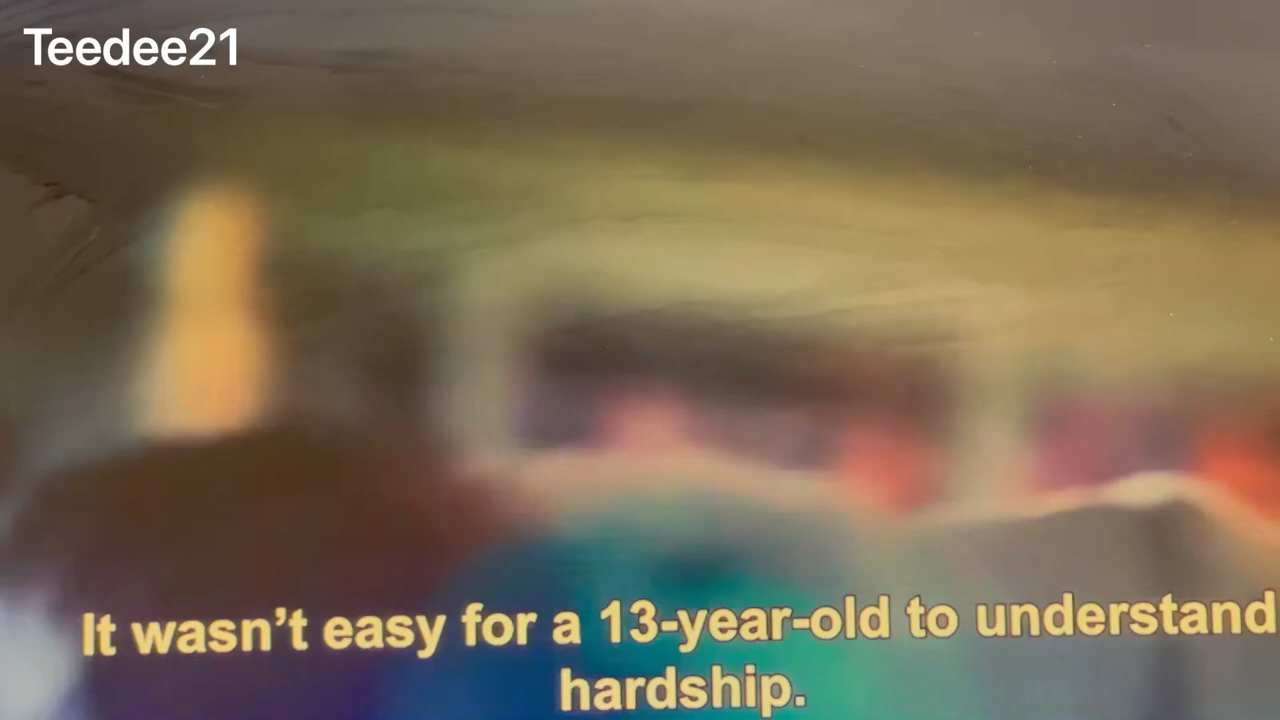 Teedee21
It wasn’t easy for a 13-year-old to understand
hardship.